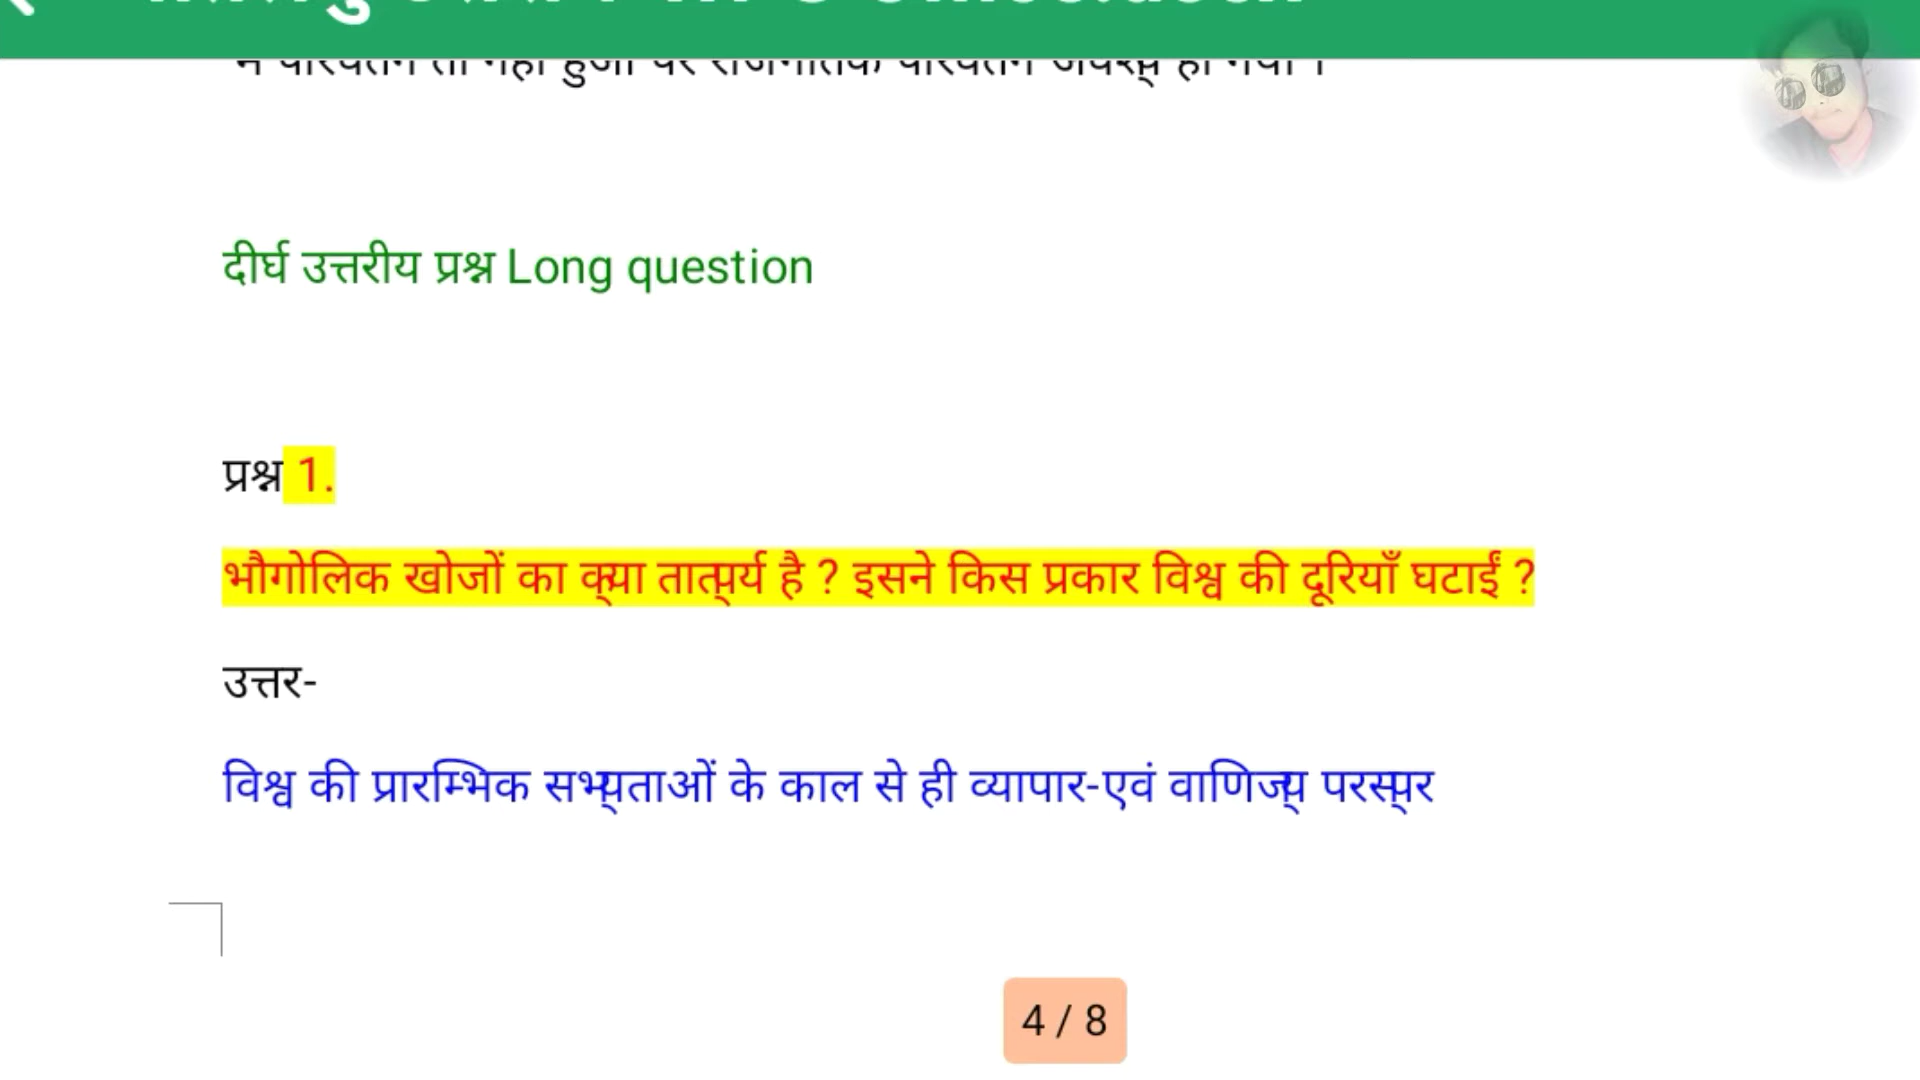 दीर्घ उत्तरीय प्रश्न Long question
प्रश्न 1.
भौगोलिक खोजों का क्या तात्पर्य है ? इसने किस प्रकार विश्व की दूरियाँ घटाईं ?
उत्तर-
विश्व की प्रारम्भिक सभ्यताओं के काल से ही व्यापार-एवं वाणिज्य परस्पर
4 / 8